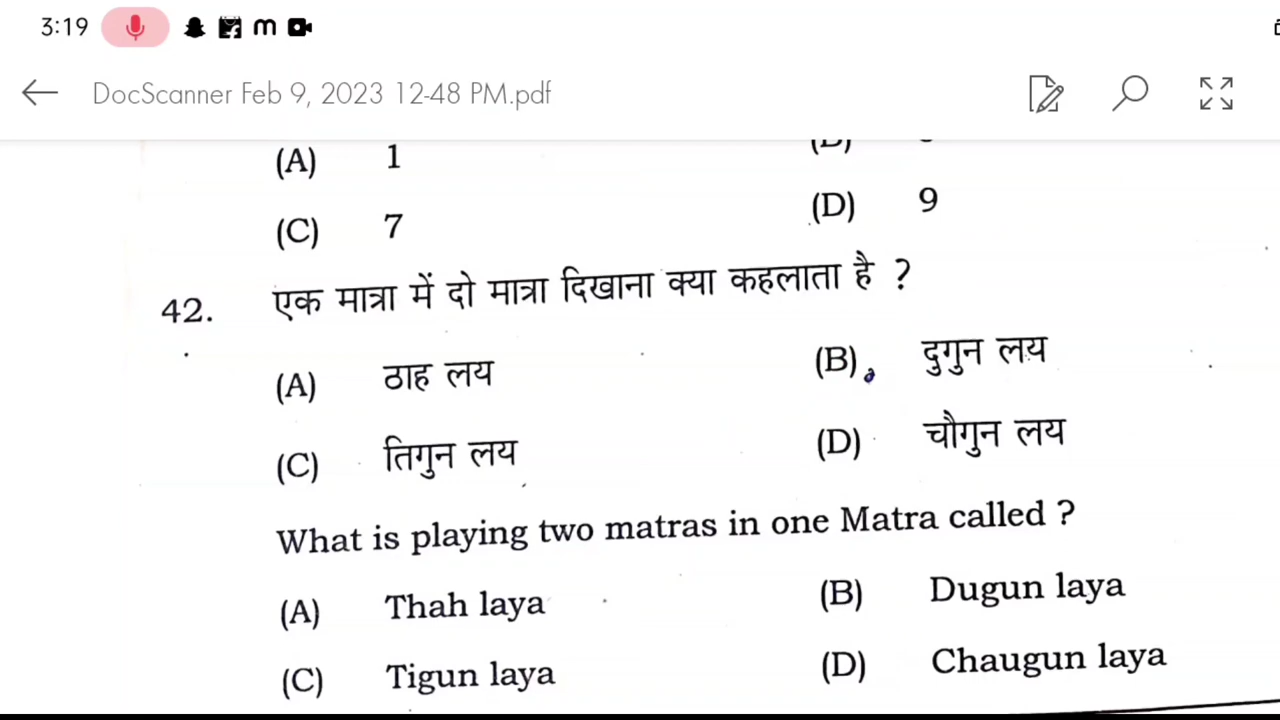 3:19 m
DocScanner Feb 9, 2023 12-48 PM.pdf
(A) 1
(C) 7 (D) 9
42. एक मात्रा में दो मात्रा दिखाना क्या कहलाता है ?
(A) ठाह लय (B) दुगुन लय
(C) तिगुन लय (D) चौगुन लय
What is playing two matras in one Matra called ?
(A) Thah laya (B) Dugun laya
(C) Tigun laya (D) Chaugun laya